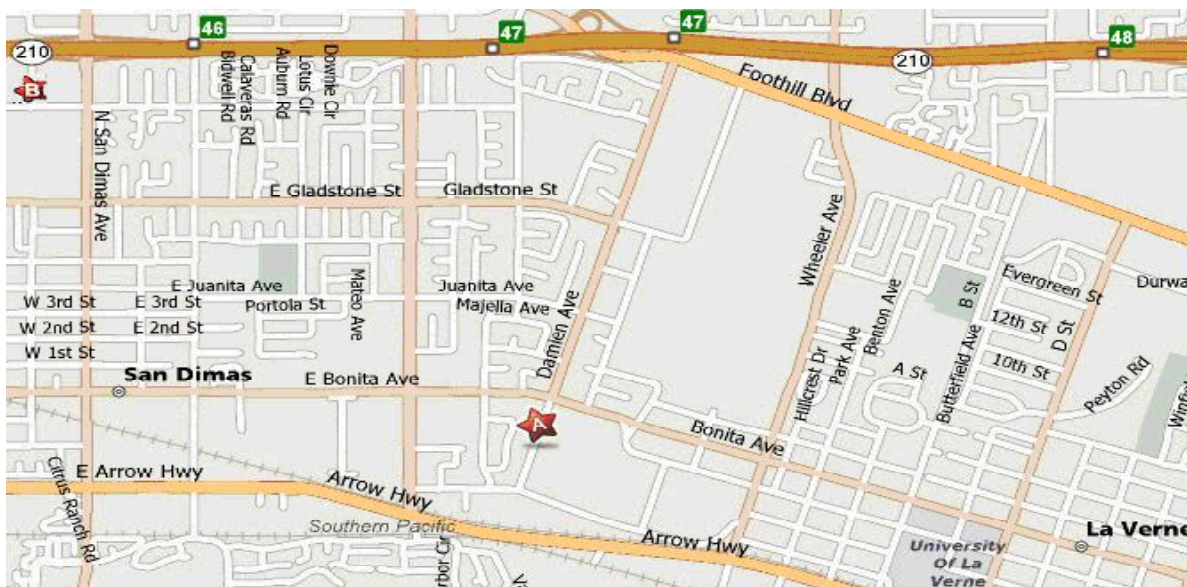 46
47
47
48
210
210
B
Bidwell Rd
Calaveras Rd
Auburn Rd
Lotus Cir
Downie Cir
Foothill Blvd
N San Dimas Ave
E Gladstone St
Gladstone St
Wheeler Ave
E Juanita Ave
Juanita Ave
Evergreen St
Durwa
W 3rd St
E 3rd St
Portola St
Mateo Ave
Majella Ave
B St
W 2nd St
E 2nd St
12th St
D St
Damien Ave
Benton Ave
W 1st St
Hillcrest Dr
Park Ave
A St
Butterfield Ave
10th St
Peyton Rd
San Dimas
E Bonita Ave
A
Bonita Ave
E Arrow Hwy
Arrow Hwy
Citrus Ranch Rd
Southern Pacific
Arrow Hwy
La Verne
University
Of La
Verne
rbor Cir